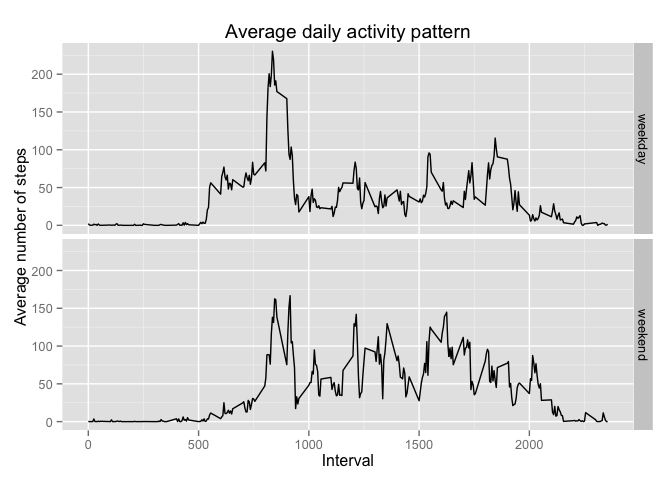 Average daily activity pattern
200
150
100
50
0
weekday
200
150
100
50
0
weekend
Average number of steps
0 500 1000 1500 2000
Interval